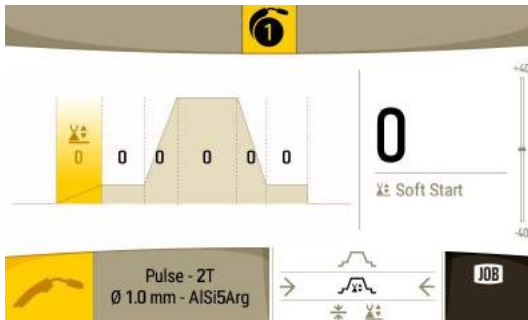 1
+40
0
0 0 0 0 0 0
Soft Start
-40
Pulse - 2T
Ø 1.0 mm - AlSi5Arg
JOB